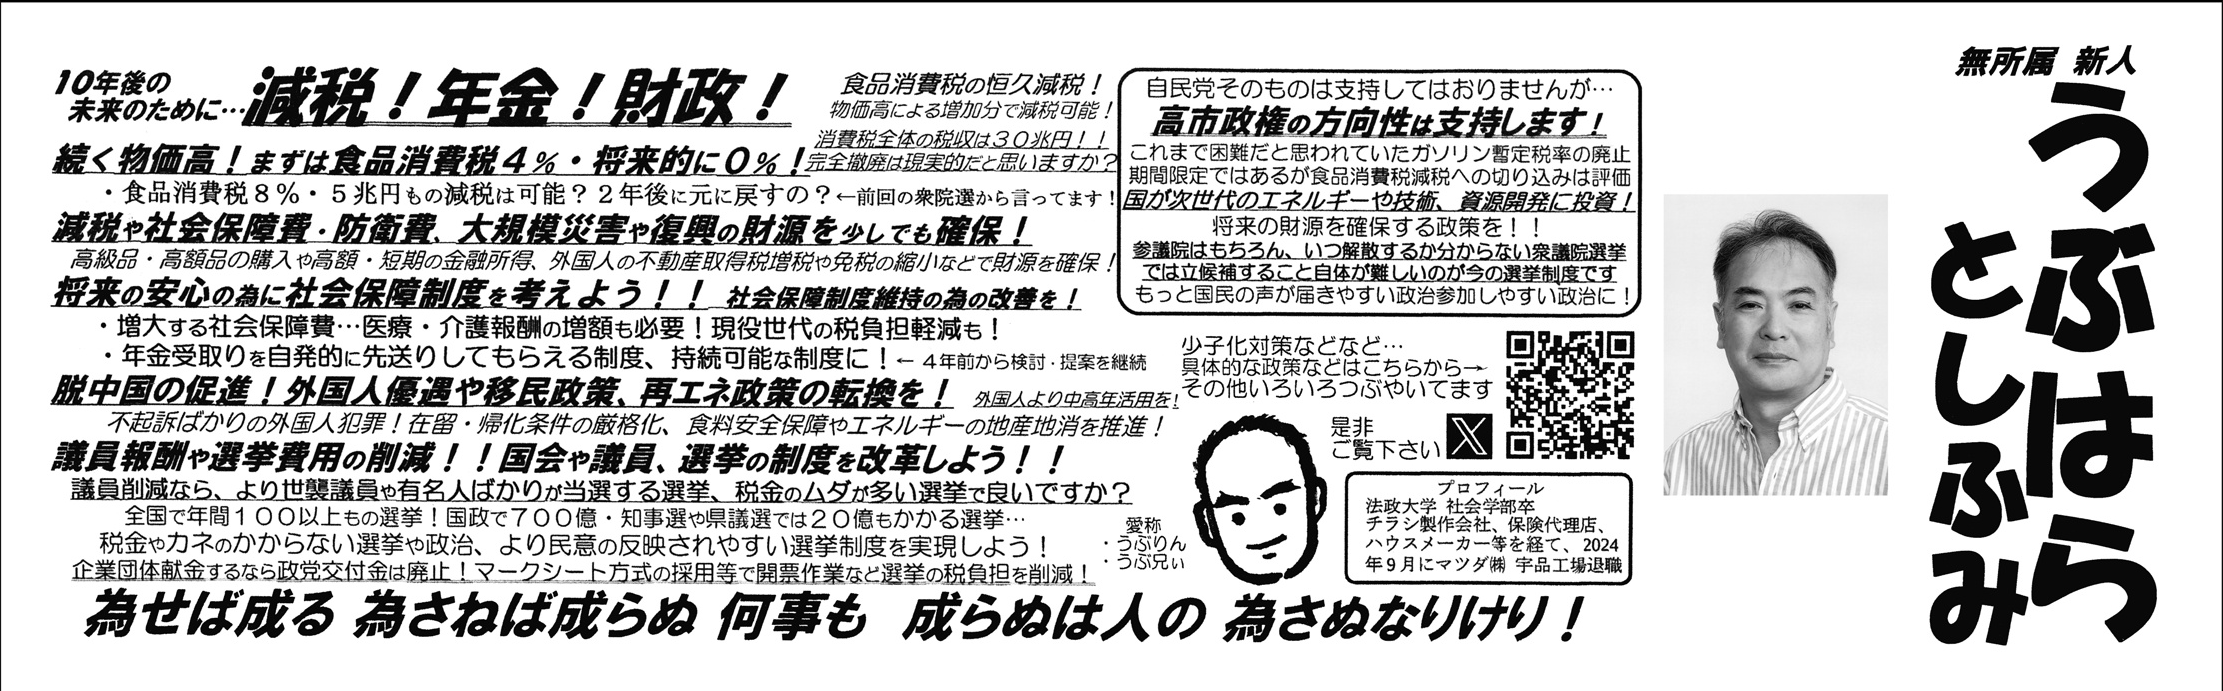 無所属 新人
うぶはら
としふみ
10年後の
未来のために…減税！年金！財政！
食品消費税の恒久減税！
物価高による増加分で減税可能！
消費税全体の税収は３０兆円！！
完全撤廃は現実的だと思いますか？
続く物価高！まずは食品消費税４％・将来的に０％！
・食品消費税８％・５兆円もの減税は可能？２年後に元に戻すの？←前回の衆院選から言ってます！
減税や社会保障費・防衛費、大規模災害や復興の財源を少しでも確保！
高級品・高額品の購入や高額・短期の金融所得、外国人の不動産取得税増税や免税の縮小などで財源を確保！
将来の安心の為に社会保障制度を考えよう！！ 社会保障制度維持の為の改善を！
・増大する社会保障費…医療・介護報酬の増額も必要！現役世代の税負担軽減も！
・年金受取りを自発的に先送りしてもらえる制度、持続可能な制度に！← ４年前から検討・提案を継続
脱中国の促進！外国人優遇や移民政策、再エネ政策の転換を！ 外国人より中高年活用を！
不起訴ばかりの外国人犯罪！在留・帰化条件の厳格化、食料安全保障やエネルギーの地産地消を推進！
議員報酬や選挙費用の削減！！国会や議員、選挙の制度を改革しよう！！
議員削減なら、より世襲議員や有名人ばかりが当選する選挙、税金のムダが多い選挙で良いですか？
全国で年間１００以上もの選挙！国政で７００億・知事選や県議選では２０億もかかる選挙…
税金やカネのかからない選挙や政治、より民意の反映されやすい選挙制度を実現しよう！
企業団体献金するなら政党交付金は廃止！マークシート方式の採用等で開票作業など選挙の税負担を削減！
為せば成る 為さねば成らぬ 何事も 成らぬは人の 為さぬなりけり！
自民党そのものは支持してはおりませんが…
高市政権の方向性は支持します！
これまで困難だと思われていたガソリン暫定税率の廃止
期間限定ではあるが食品消費税減税への切り込みは評価
国が次世代のエネルギーや技術、資源開発に投資！
将来の財源を確保する政策を！！
参議院はもちろん、いつ解散するか分からない衆議院選挙
では立候補すること自体が難しいのが今の選挙制度です
もっと国民の声が届きやすい政治参加しやすい政治に！
少子化対策などなど…
具体的な政策などはこちらから→
その他いろいろつぶやいてます
是非
ご覧下さい
X
愛称
・うぶりん
・うぶ兄ぃ
プロフィール
法政大学 社会学部卒
チラシ製作会社、保険代理店、
ハウスメーカー等を経て、2024
年９月にマツダ㈱ 宇品工場退職